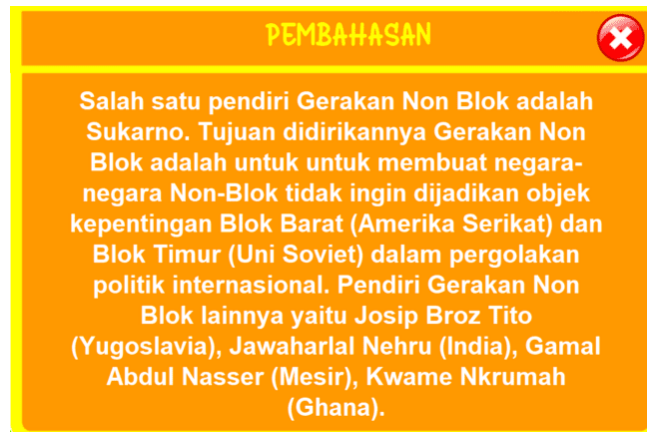 PEMBAHASAN
Salah satu pendiri Gerakan Non Blok adalah
Sukarno. Tujuan didirikannya Gerakan Non
Blok adalah untuk untuk membuat negara-
negara Non-Blok tidak ingin dijadikan objek
kepentingan Blok Barat (Amerika Serikat) dan
Blok Timur (Uni Soviet) dalam pergolakan
politik internasional. Pendiri Gerakan Non
Blok lainnya yaitu Josip Broz Tito
(Yugoslavia), Jawaharlal Nehru (India), Gamal
Abdul Nasser (Mesir), Kwame Nkrumah
(Ghana).